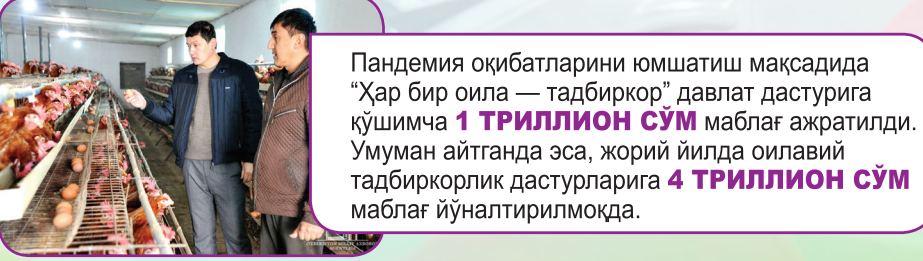 Пандемия оқибатларини юмшатиш мақсадида
“Ҳар бир оила — тадбиркор” давлат дастурига
қўшимча 1 ТРИЛЛИОН СЎМ маблағ ажратилди.
Умуман айтганда эса, жорий йилда оилавий
тадбиркорлик дастурларига 4 ТРИЛЛИОН СЎМ
маблағ йўналтирилмоқда.